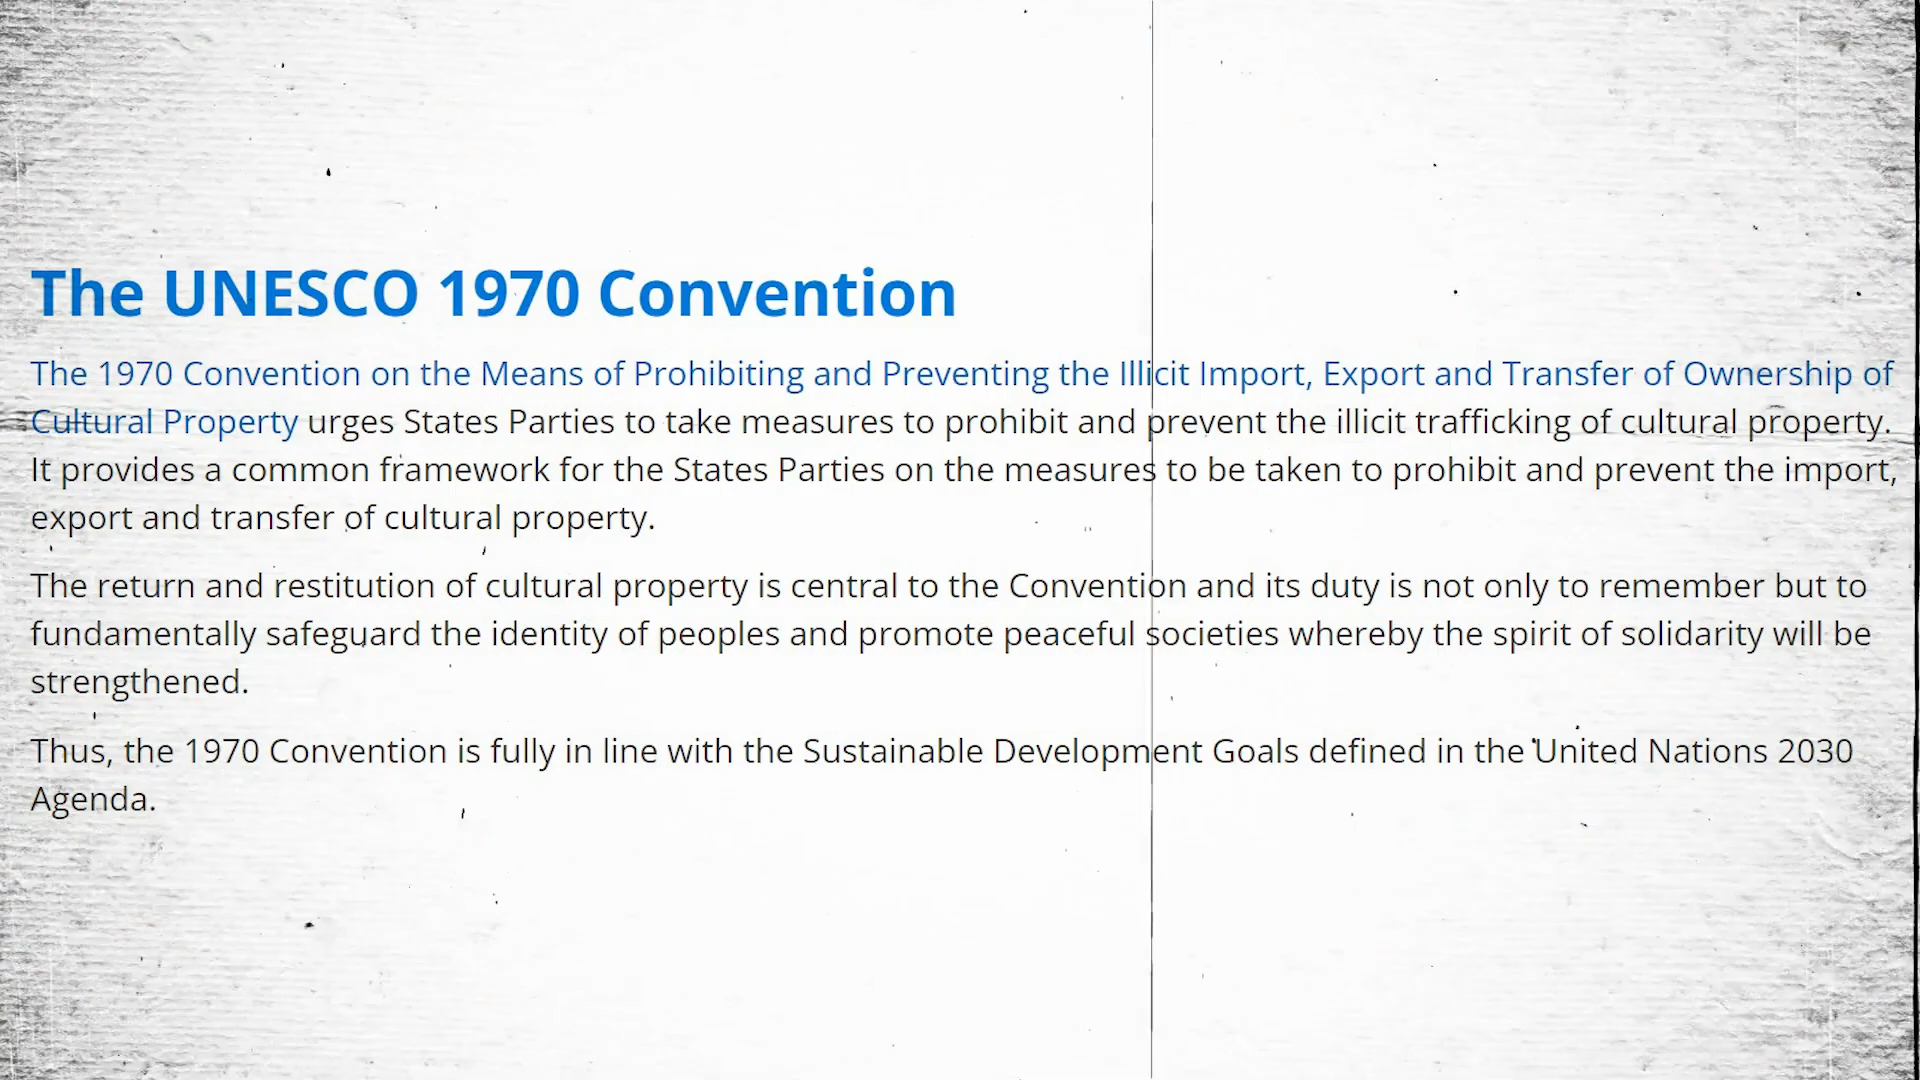 The UNESCO 1970 Convention
The 1970 Convention on the Means of Prohibiting and Preventing the Illicit Import, Export and Transfer of Ownership of
Cultural Property urges States Parties to take measures to prohibit and prevent the illicit trafficking of cultural property.
It provides a common framework for the States Parties on the measures to be taken to prohibit and prevent the import,
export and transfer of cultural property.
The return and restitution of cultural property is central to the Convention and its duty is not only to remember but to
fundamentally safeguard the identity of peoples and promote peaceful societies whereby the spirit of solidarity will be
strengthened.
Thus, the 1970 Convention is fully in line with the Sustainable Development Goals defined in the United Nations 2030
Agenda.